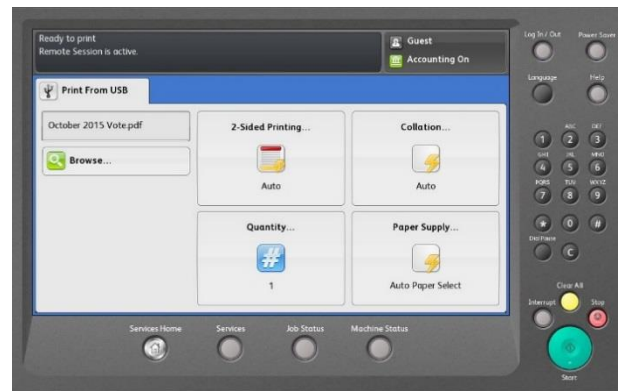 Ready to print
Remote Session is active.
Guest
Accounting On
Log In / Out Power Saver
Language Help
Print From USB
October 2015 Vote.pdf
Browse...
2-Sided Printing...
Auto
Collation...
Auto
Quantity...
#
1
Paper Supply...
Auto Paper Select
ABC DEF
1 2 3
GHI JKL MNO
4 5 6
PQRS TUV WXYZ
7 8 9
* 0 #
Dial Pause
C
Clear All
Interrupt Stop
Start
Services Home Services Job Status Machine Status